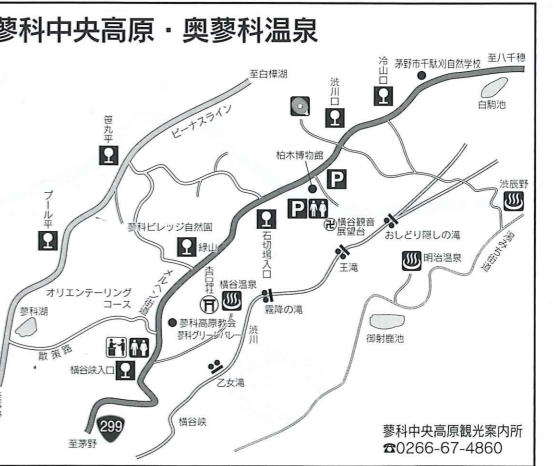 蓼科中央高原・奥蓼科温泉
至八千穂
茅野市千駄刈自然学校
冷山口
渋川口
白駒池
至白樺湖
ビーナスライン
笹丸平
柏木博物館
P
P
プール平
渋辰野
横谷観音
展望台
おしどり隠しの滝
石切場入口
蓼科ビレッジ自然園
緑山
王滝
明治温泉
メルヘン街道
吉石社
横谷温泉
オリエンテーリング
コース
蓼科湖
霧降の滝
蓼科高原教会
蓼科グリーンバレー
渋川
御射鹿池
散策路
横谷峡入口
乙女滝
299
横谷峡
至茅野
蓼科中央高原観光案内所
☎0266-67-4860